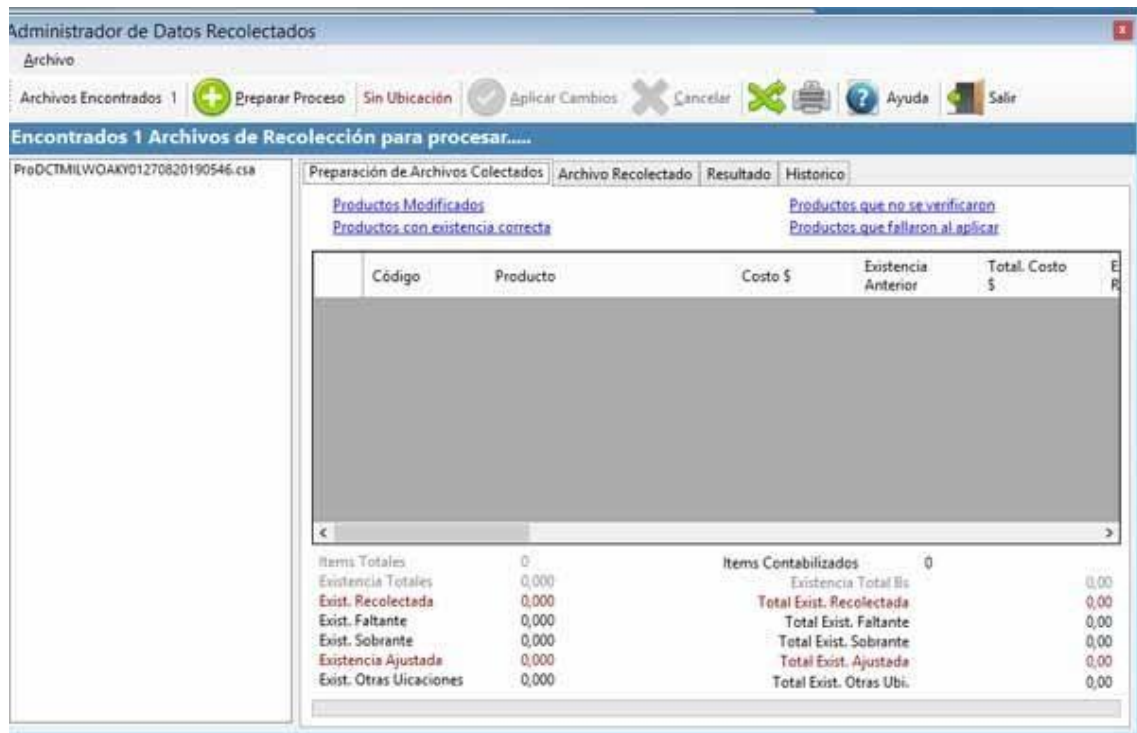 Administrador de Datos Recolectados
x
Archivo
Archivos Encontrados 1 Preparar Proceso Sin Ubicación Aplicar Cambios Cancelar Ayuda Salir
Encontrados 1 Archivos de Recolección para procesar.....
ProDCTMILWOAKY01270820190546.csa
Preparación de Archivos Colectados Archivo Recolectado Resultado Historico
Productos Modificados Productos que no se verificaron
Productos con existencia correcta Productos que fallaron al aplicar
Código Producto Costo $ Existencia Anterior Total. Costo $ E R
Items Totales 0 Items Contabilizados 0
Existencia Totales 0,000 Existencia Total Bs 0,00
Exist. Recolectada 0,000 Total Exist. Recolectada 0,00
Exist. Faltante 0,000 Total Exist. Faltante 0,00
Exist. Sobrante 0,000 Total Exist. Sobrante 0,00
Existencia Ajustada 0,000 Total Exist. Ajustada 0,00
Exist. Otras Uicaciones 0,000 Total Exist. Otras Ubi. 0,00